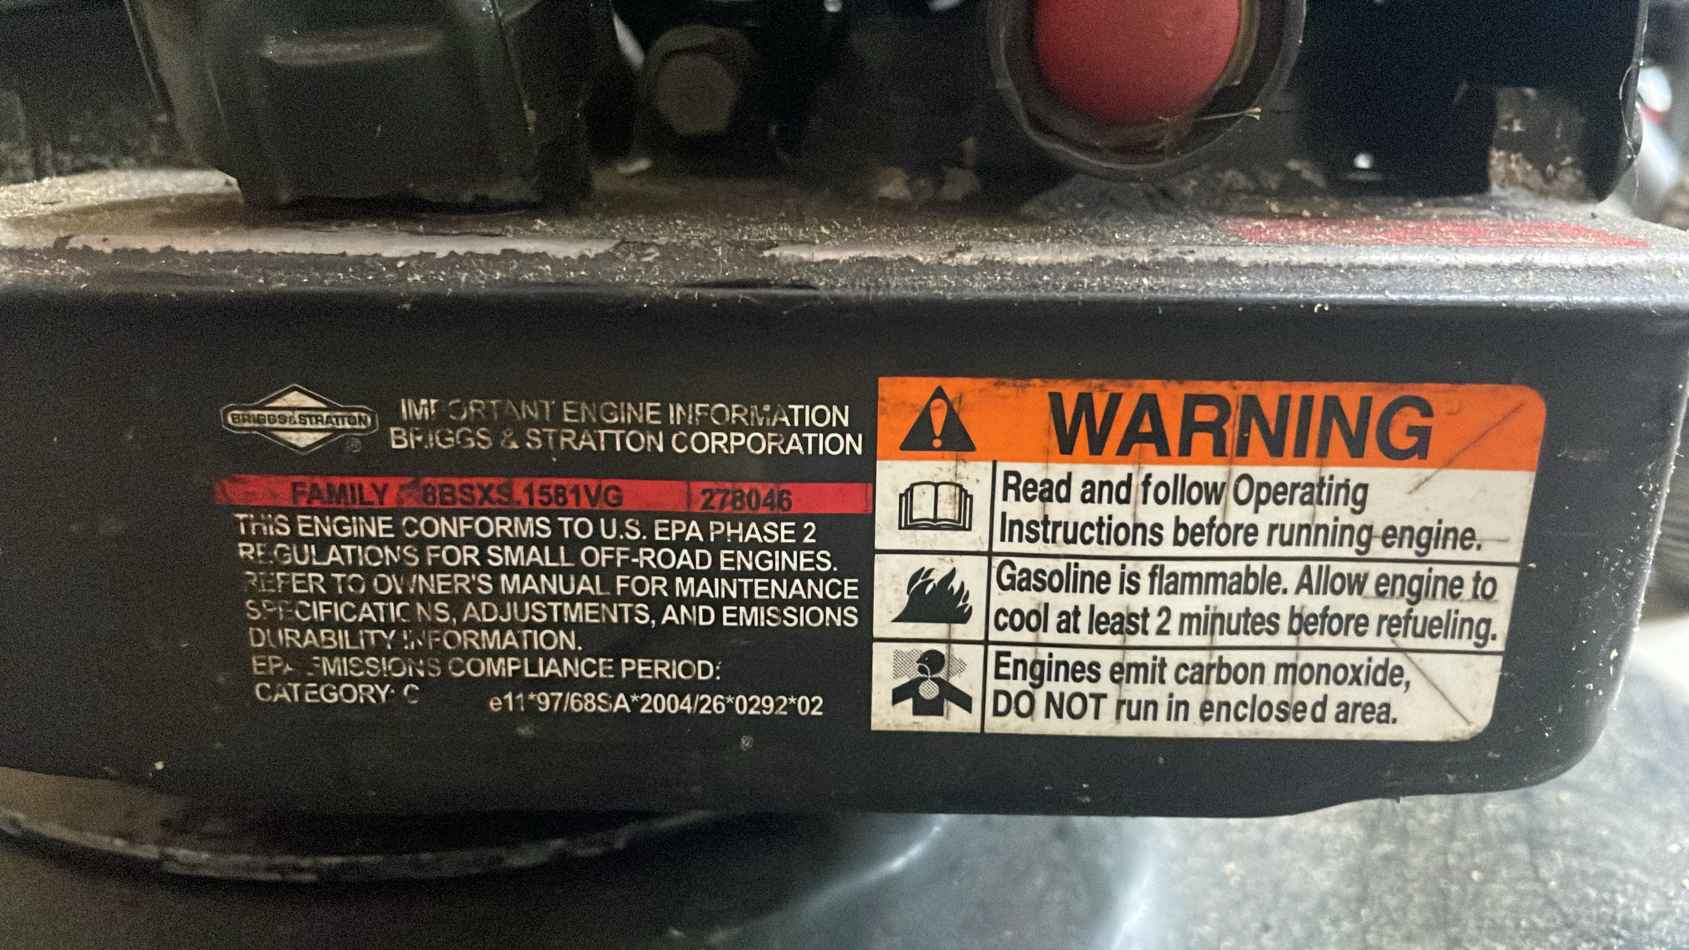 BRIGGS&STRATTON
®
IMPORTANT ENGINE INFORMATION
BRIGGS & STRATTON CORPORATION
FAMILY 8BSXS.1581VG 278046
THIS ENGINE CONFORMS TO U.S. EPA PHASE 2
REGULATIONS FOR SMALL OFF-ROAD ENGINES.
REFER TO OWNER'S MANUAL FOR MAINTENANCE
SPECIFICATIONS, ADJUSTMENTS, AND EMISSIONS
DURABILITY INFORMATION.
EPA EMISSIONS COMPLIANCE PERIOD:
CATEGORY: C e11*97/68SA*2004/26*0292*02
WARNING
Read and follow Operating
Instructions before running engine.
Gasoline is flammable. Allow engine to
cool at least 2 minutes before refueling.
Engines emit carbon monoxide,
DO NOT run in enclosed area.